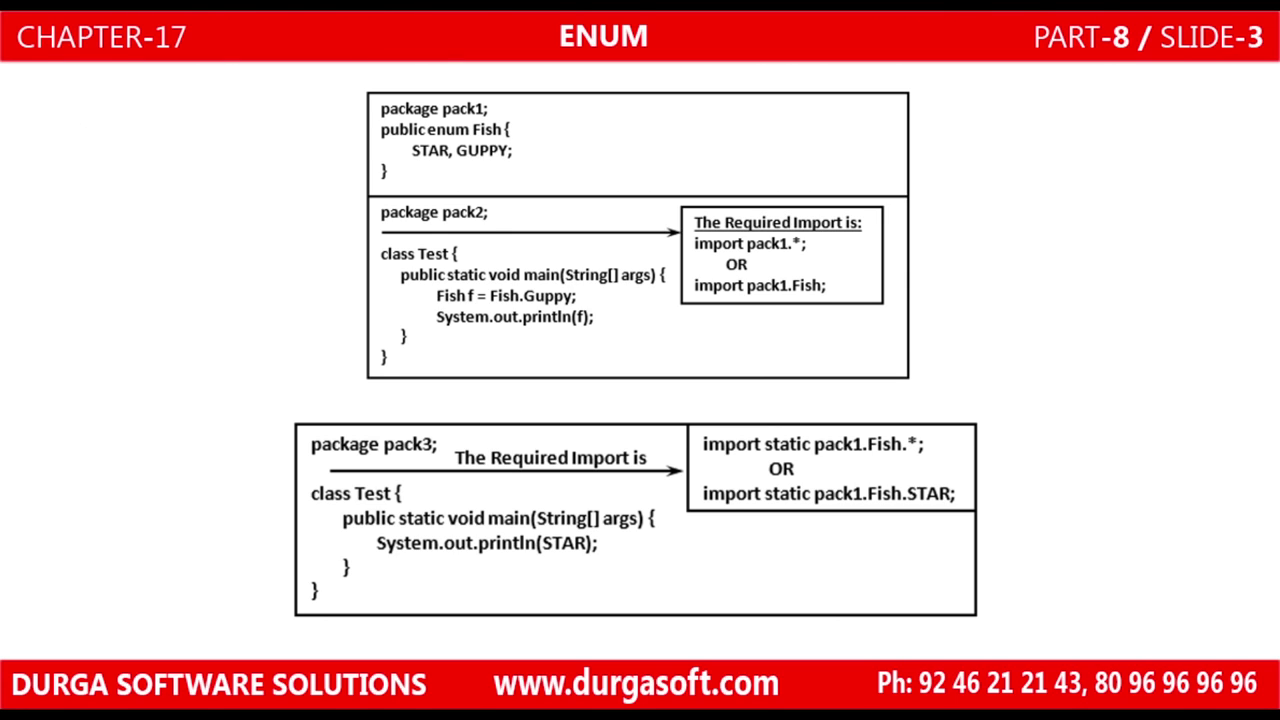 CHAPTER-17
ENUM
PART-8 / SLIDE-3
package pack1;
public enum Fish {
STAR, GUPPY;
}
package pack2;
class Test {
public static void main(String[] args) {
Fish f = Fish.Guppy;
System.out.println(f);
}
}
The Required Import is:
import pack1.*;
OR
import pack1.Fish;
package pack3;
The Required Import is
class Test {
public static void main(String[] args) {
System.out.println(STAR);
}
}
import static pack1.Fish.*;
OR
import static pack1.Fish.STAR;
DURGA SOFTWARE SOLUTIONS
www.durgasoft.com
Ph: 92 46 21 21 43, 80 96 96 96 96